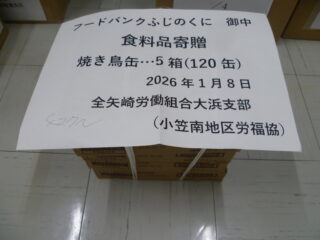 フードバンクふじのくに 御中
食料品寄贈
焼き鳥缶…5箱(120缶)
2026年1月8日
全矢崎労働組合大浜支部
(小笠南地区労福協)